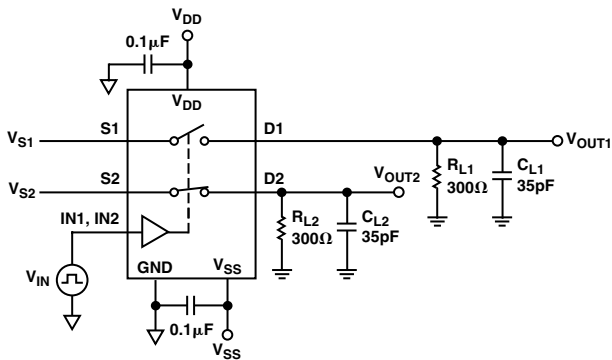 VDD
0.1μF
VDD
S1
D1
VS1
VOUT1
RL1
300Ω
CL1
35pF
S2
D2
VS2
VOUT2
IN1, IN2
RL2
300Ω
CL2
35pF
VIN
GND
VSS
0.1μF
VSS